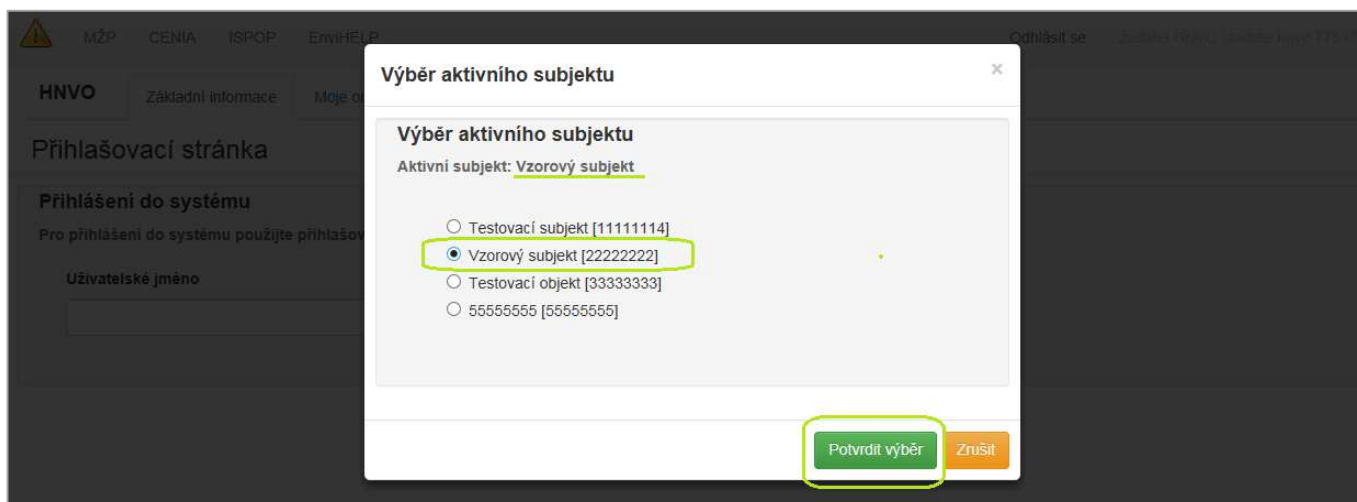 MŽP CENIA ISPOP EnviHELP Odhlásit se
Výběr aktivního subjektu ×
HNVO Základní informace Moje
Výběr aktivního subjektu
Přihlašovací stránka
Aktivní subjekt: Vzorový subjekt
Přihlášení do systému
Pro přihlášení do systému použijte
Testovací subjekt [11111114]
Vzorový subjekt [22222222]
Uživatelské jméno
Testovací objekt [33333333]
55555555 [55555555]
Potvrdit výběr Zrušit